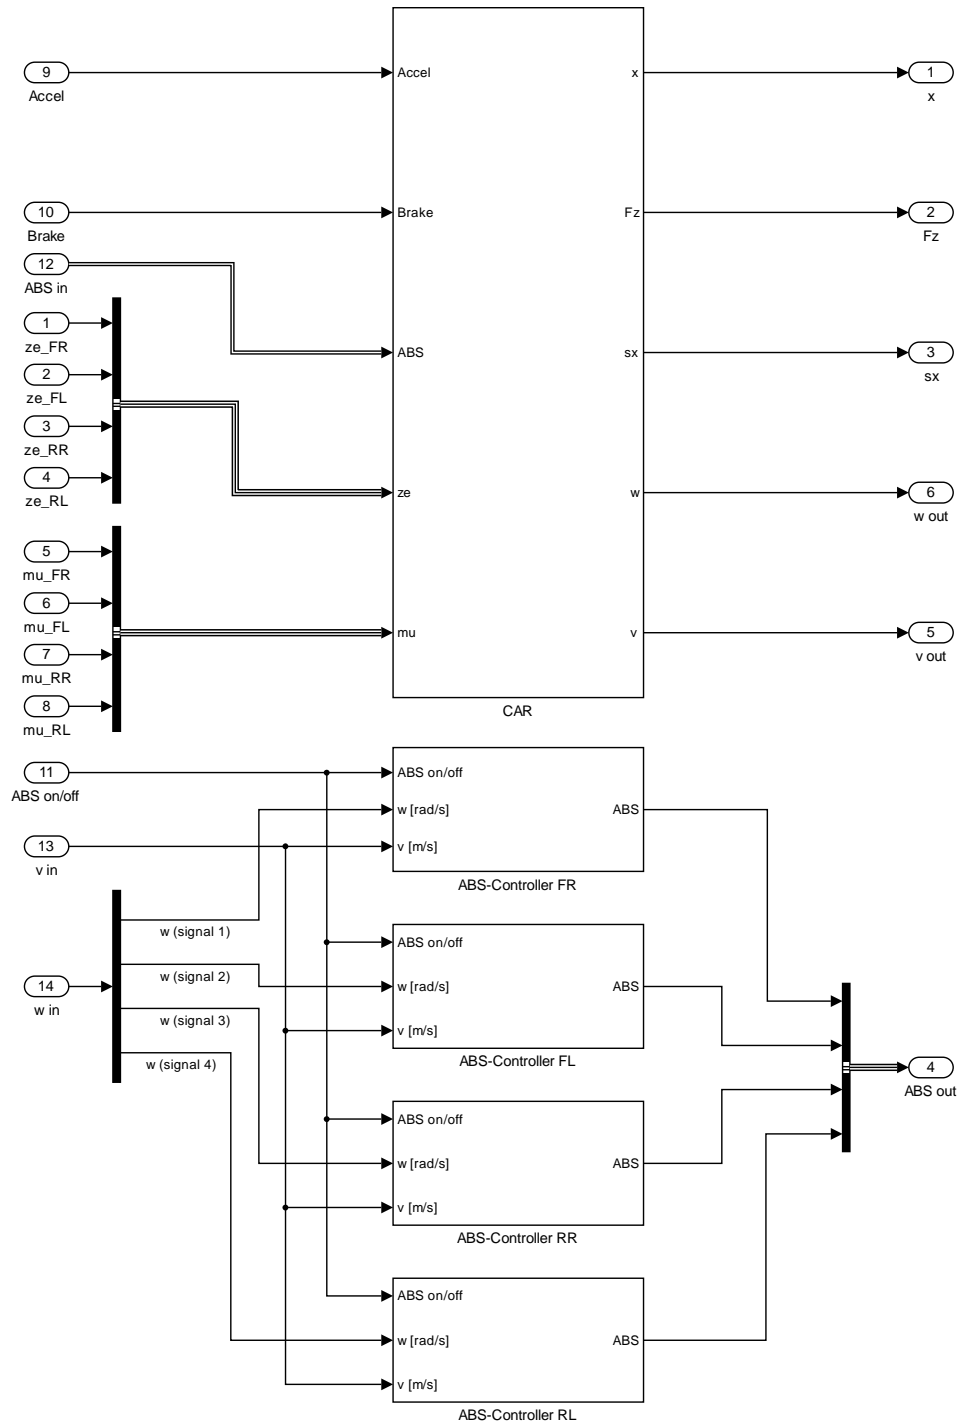 9
Accel
Accel
x
1
x
10
Brake
Brake
Fz
2
Fz
12
ABS in
1
ze_FR
ABS
sx
3
sx
2
ze_FL
3
ze_RR
4
ze_RL
ze
w
6
w out
5
mu_FR
6
mu_FL
mu
v
5
v out
7
mu_RR
8
mu_RL
CAR
11
ABS on/off
ABS on/off
w [rad/s]
ABS
13
v in
v [m/s]
ABS-Controller FR
w (signal 1)
ABS on/off
w (signal 2)
14
w in
w [rad/s]
ABS
w (signal 3)
v [m/s]
ABS-Controller FL
w (signal 4)
4
ABS out
ABS on/off
w [rad/s]
ABS
v [m/s]
ABS-Controller RR
ABS on/off
w [rad/s]
ABS
v [m/s]
ABS-Controller RL